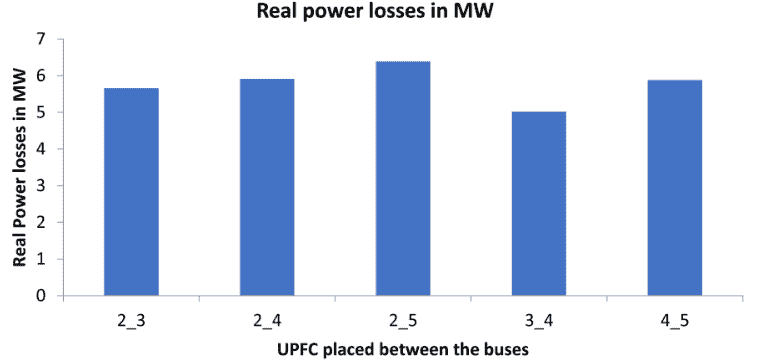 Real power losses in MW
Real Power losses in MW
7
6
5
4
3
2
1
0
2_3 2_4 2_5 3_4 4_5
UPFC placed between the buses